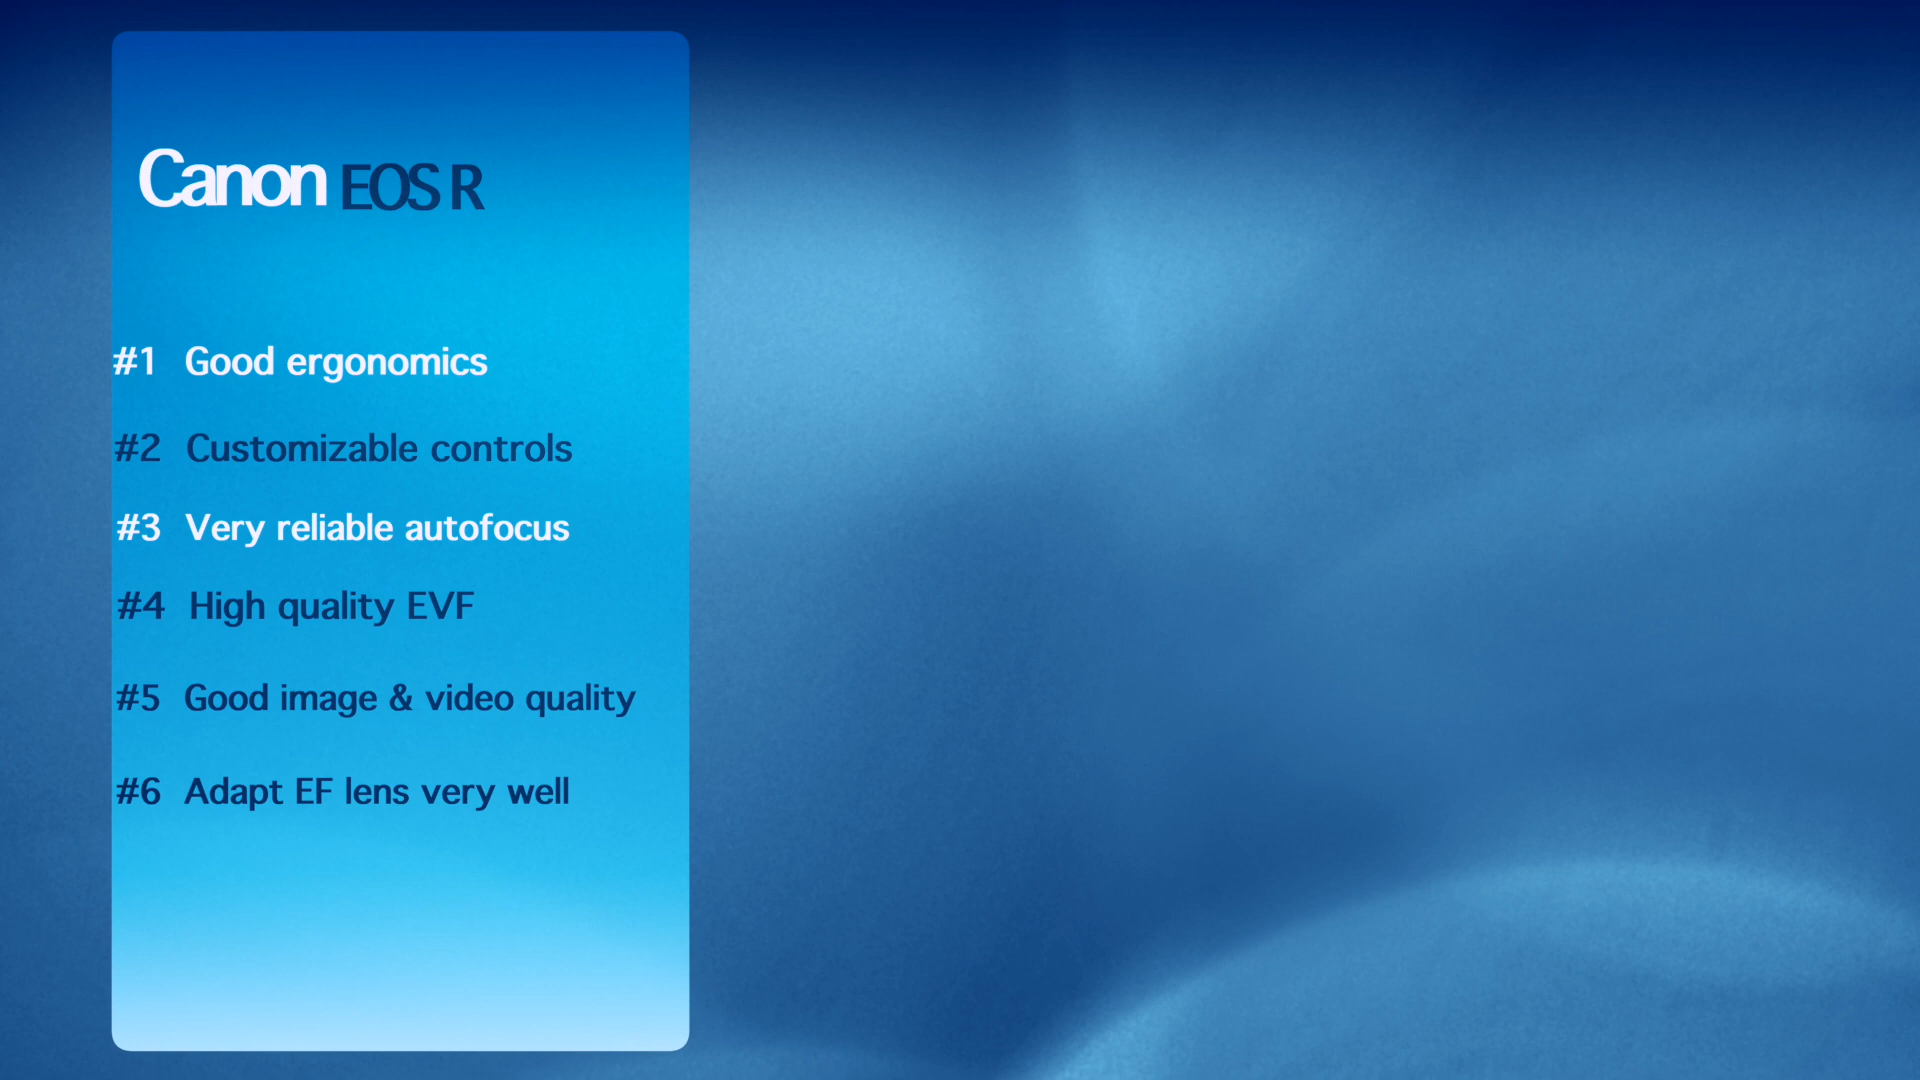 Canon EOS R
#1 Good ergonomics
#2 Customizable controls
#3 Very reliable autofocus
#4 High quality EVF
#5 Good image & video quality
#6 Adapt EF lens very well